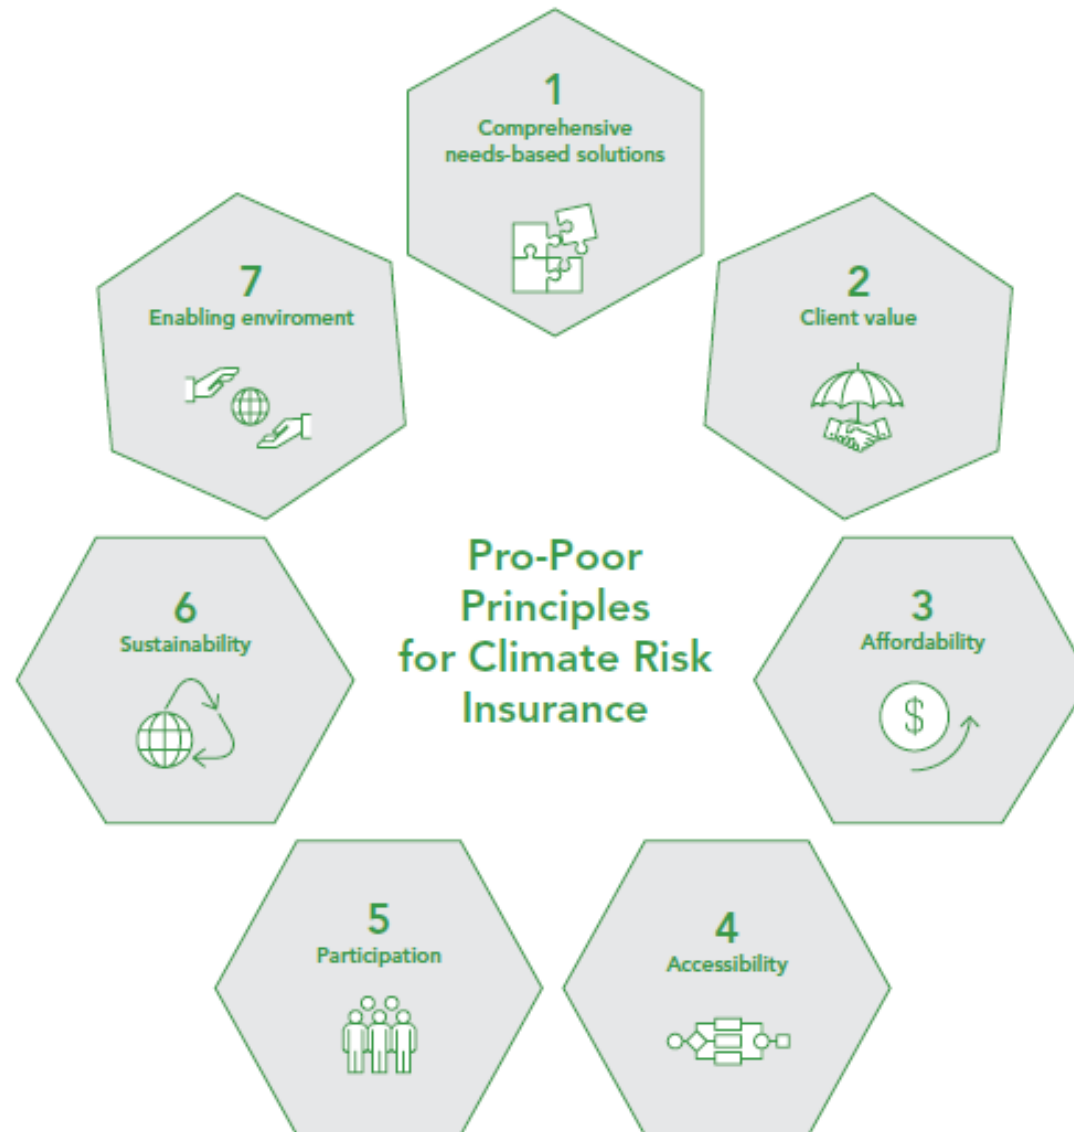 1
Comprehensive
needs-based solutions
7
Enabling enviroment
2
Client value
Pro-Poor
Principles
for Climate Risk
Insurance
6
Sustainability
3
Affordability
$
5
Participation
4
Accessibility